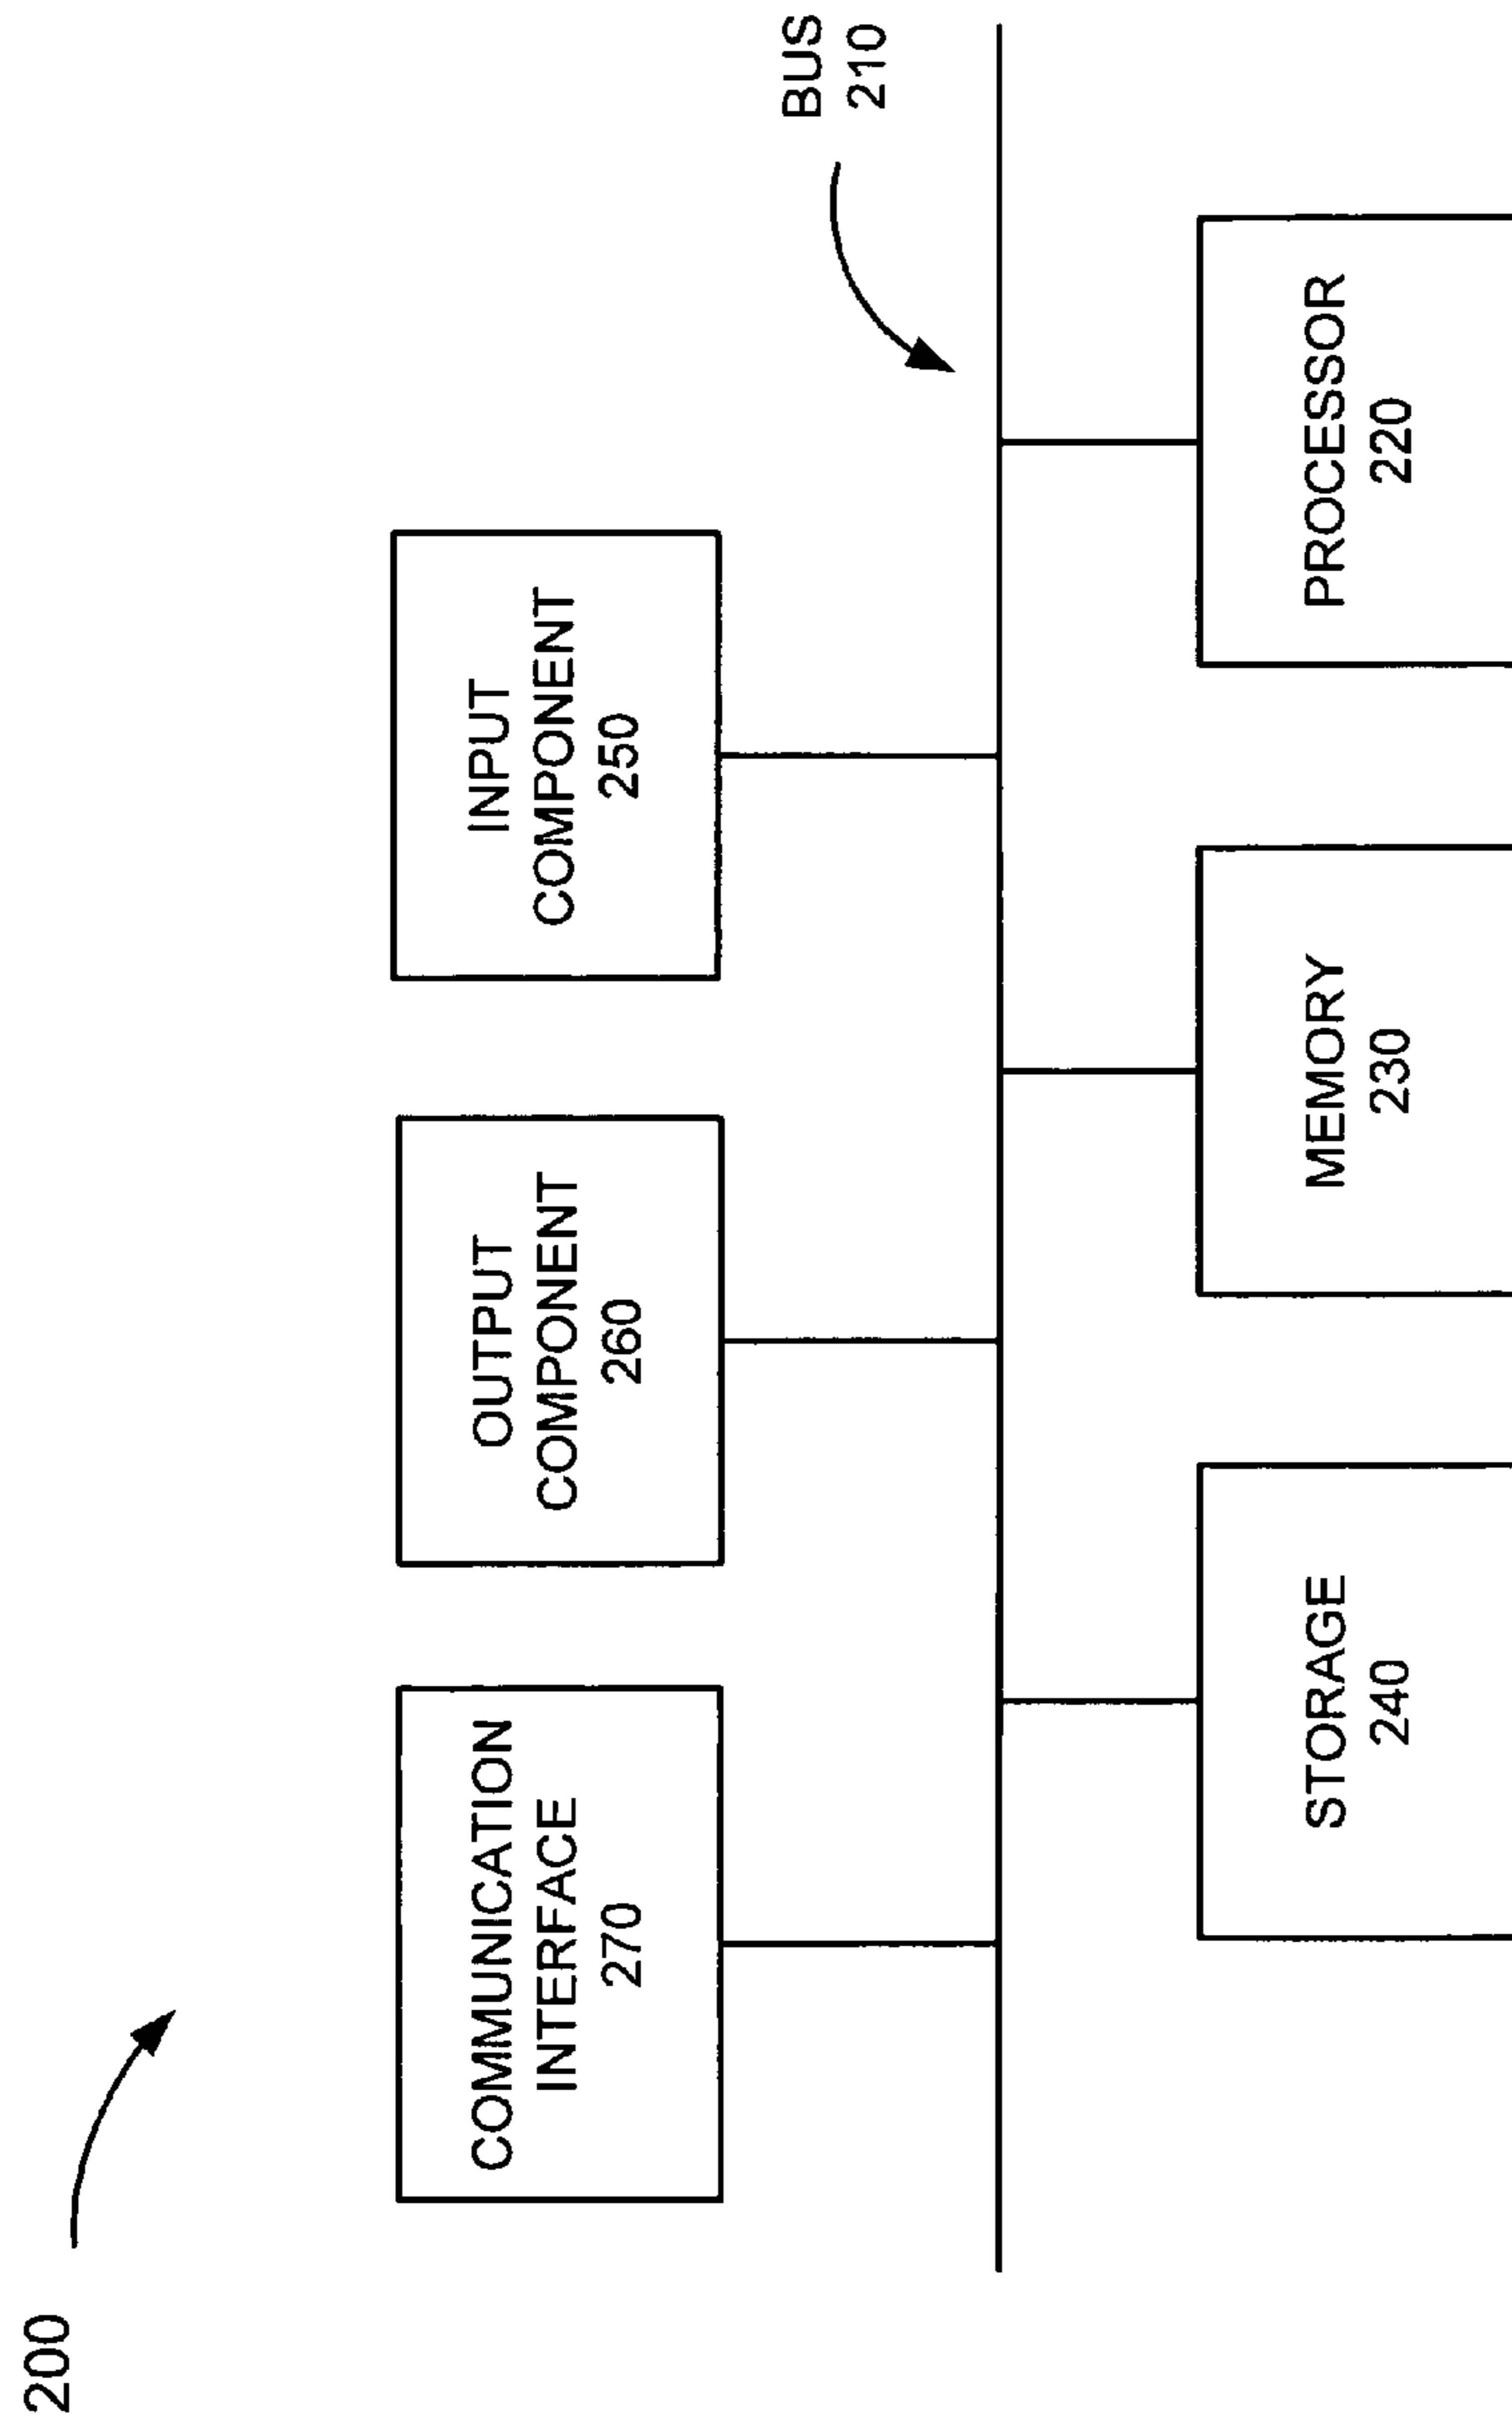 200
COMMUNICATION
INTERFACE
270
OUTPUT
COMPONENT
260
INPUT
COMPONENT
250
BUS
210
STORAGE
240
MEMORY
230
PROCESSOR
220